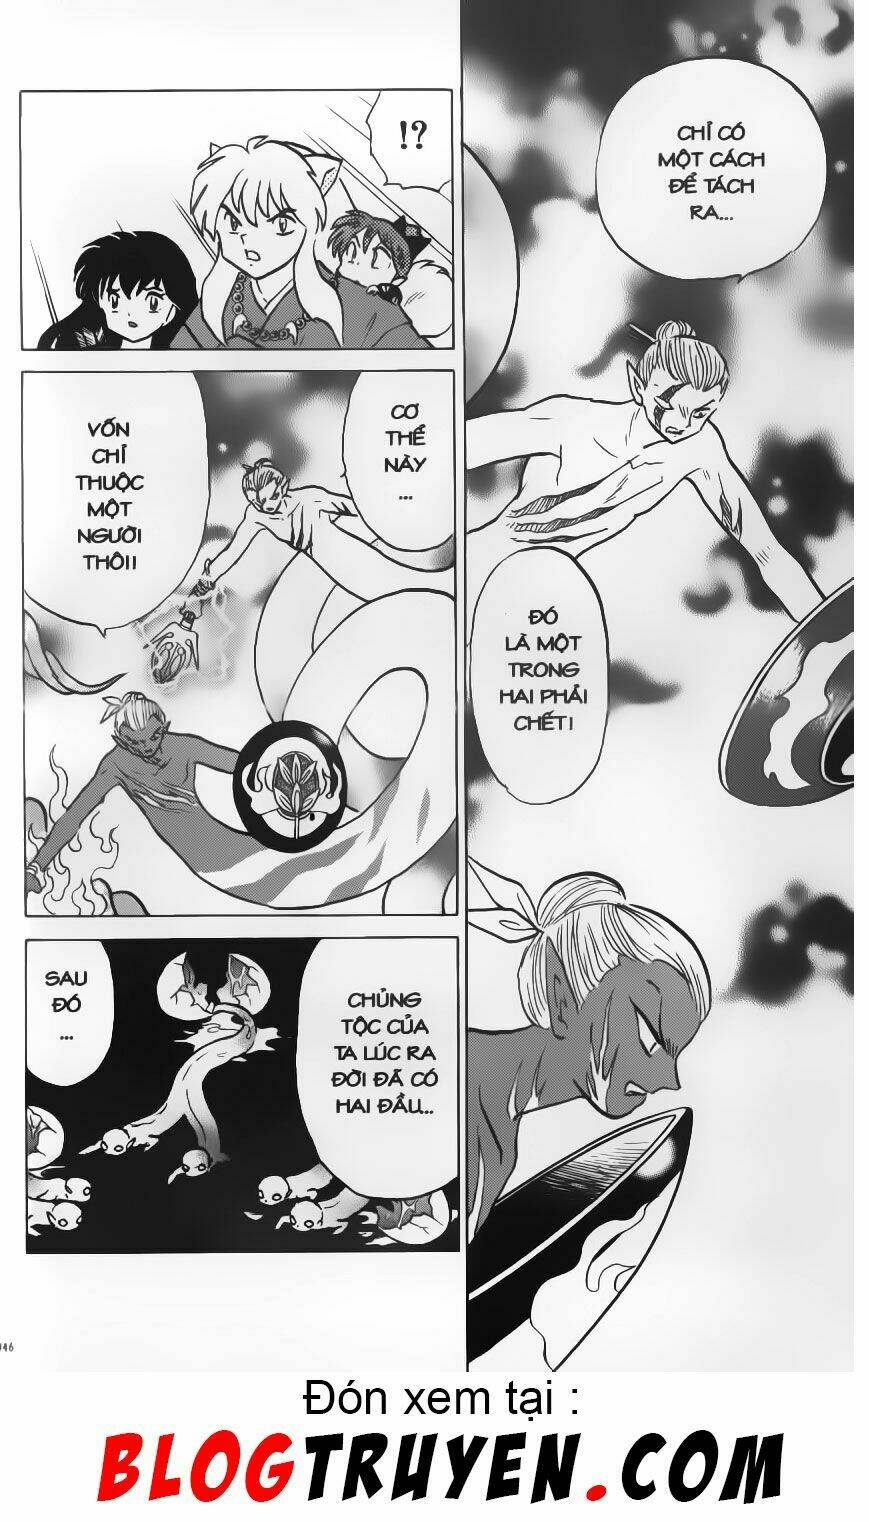 CHỈ CÓ
MỘT CÁCH
ĐỂ TÁCH
RA...
ĐÓ
LÀ MỘT
TRONG
HAI PHẢI
CHẾT!
!?
CƠ
THỂ
NÀY
...
VỐN
CHỈ
THUỘC
MỘT
NGƯỜI
THÔI!
CHỦNG
TỘC CỦA
TA LÚC RA
ĐỜI ĐÃ CÓ
HAI ĐẦU...
SAU
ĐÓ
...
Đón xem tại :
BLOGTRUYEN.COM